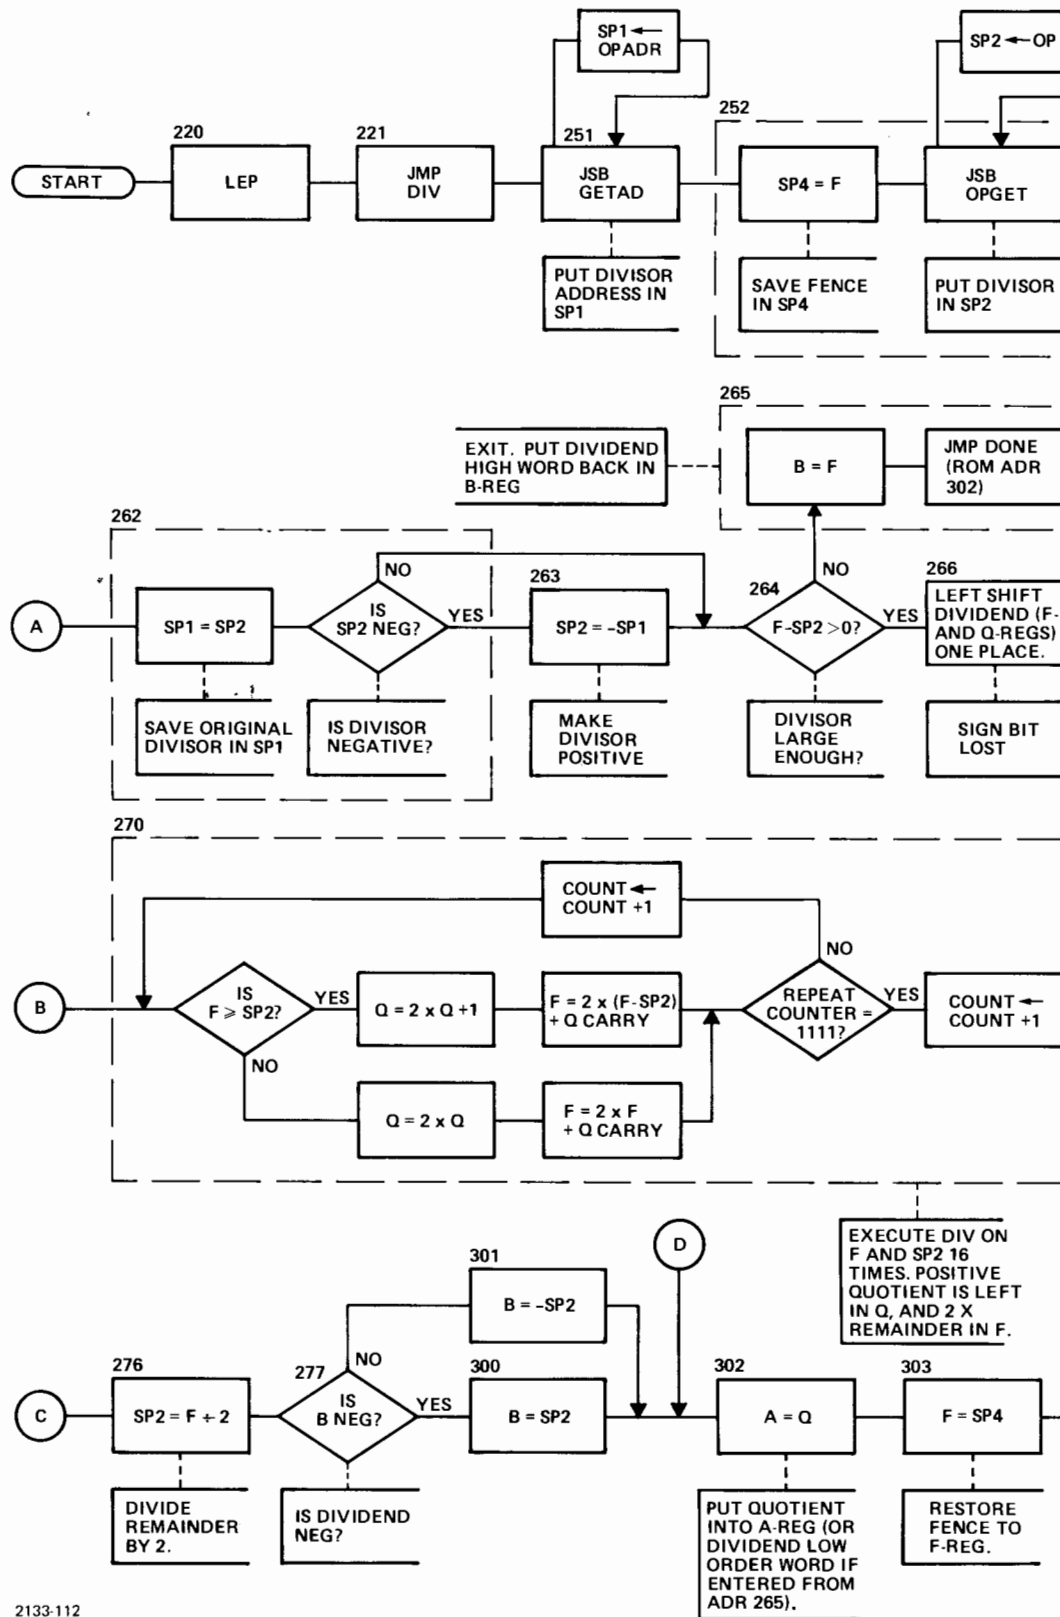 SP1 ←
OPADR
SP2 ← OP
252
220
221
251
START
LEP
JMP
DIV
JSB
GETAD
SP4 = F
JSB
OPGET
PUT DIVISOR
ADDRESS IN
SP1
SAVE FENCE
IN SP4
PUT DIVISOR
IN SP2
265
EXIT. PUT DIVIDEND
HIGH WORD BACK IN
B-REG
B = F
JMP DONE
(ROM ADR
302)
262
NO
263
264
NO
266
A
SP1 = SP2
IS
SP2 NEG?
YES
SP2 = -SP1
F-SP2 >0?
YES
LEFT SHIFT
DIVIDEND (F-
AND Q-REGS)
ONE PLACE.
SAVE ORIGINAL
DIVISOR IN SP1
IS DIVISOR
NEGATIVE?
MAKE
DIVISOR
POSITIVE
DIVISOR
LARGE
ENOUGH?
SIGN BIT
LOST
270
COUNT ←
COUNT +1
NO
B
IS
F ⩾ SP2?
YES
Q = 2 x Q +1
F = 2 x (F-SP2)
+ Q CARRY
REPEAT
COUNTER =
1111?
YES
COUNT ←
COUNT +1
NO
Q = 2 x Q
F = 2 x F
+ Q CARRY
EXECUTE DIV ON
F AND SP2 16
TIMES. POSITIVE
QUOTIENT IS LEFT
IN Q, AND 2 X
REMAINDER IN F.
D
301
B = -SP2
276
277
NO
300
302
303
C
SP2 = F ÷ 2
IS
B NEG?
YES
B = SP2
A = Q
F = SP4
DIVIDE
REMAINDER
BY 2.
IS DIVIDEND
NEG?
PUT QUOTIENT
INTO A-REG (OR
DIVIDEND LOW
ORDER WORD IF
ENTERED FROM
ADR 265).
RESTORE
FENCE TO
F-REG.
2133-112